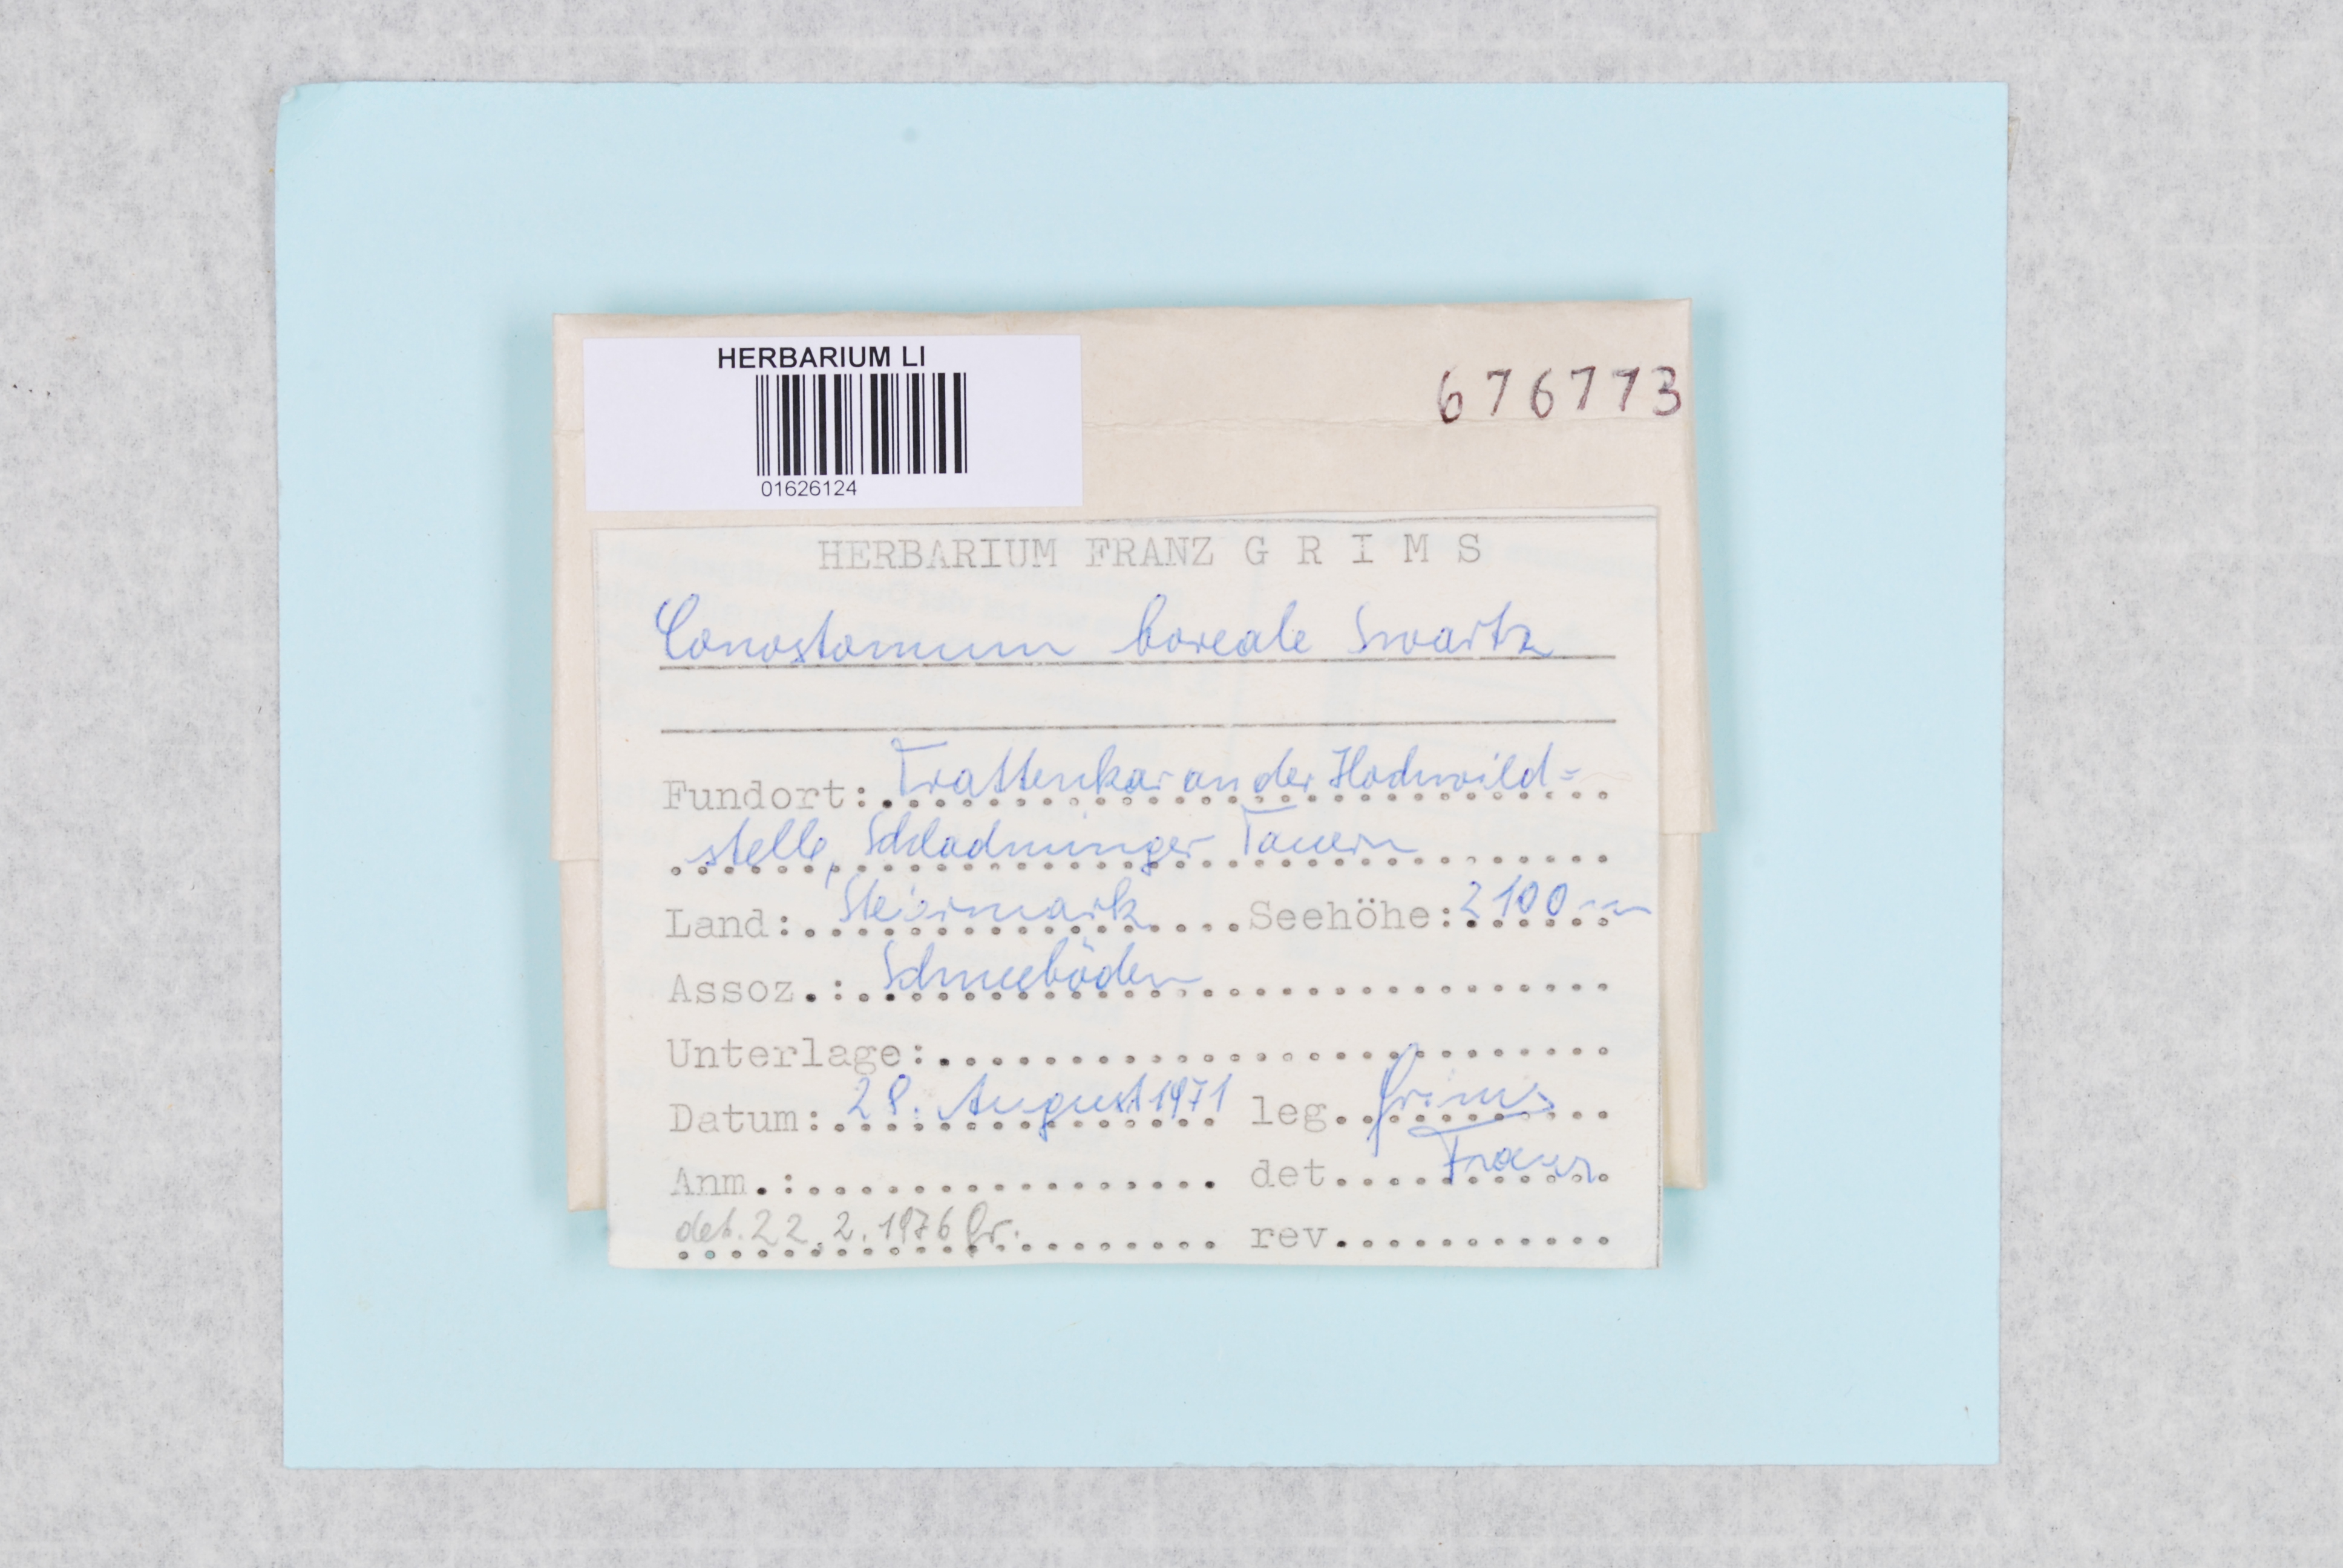 HERBARIUM LI
01626124
676773
HERBARIUM FRANZ G R I M S
Conostomum boreale Swartz
Fundort: Trattenkar an der Hochwild=
stelle, Schladminger Tauern
Land: Steiermark Seehöhe: 2100 m
Assoz.: Schneeböden
Unterlage:
Datum: 28. August 1971 leg. Grims
Anm.: det. Franz
det. 22.2.1976 Gr. rev.